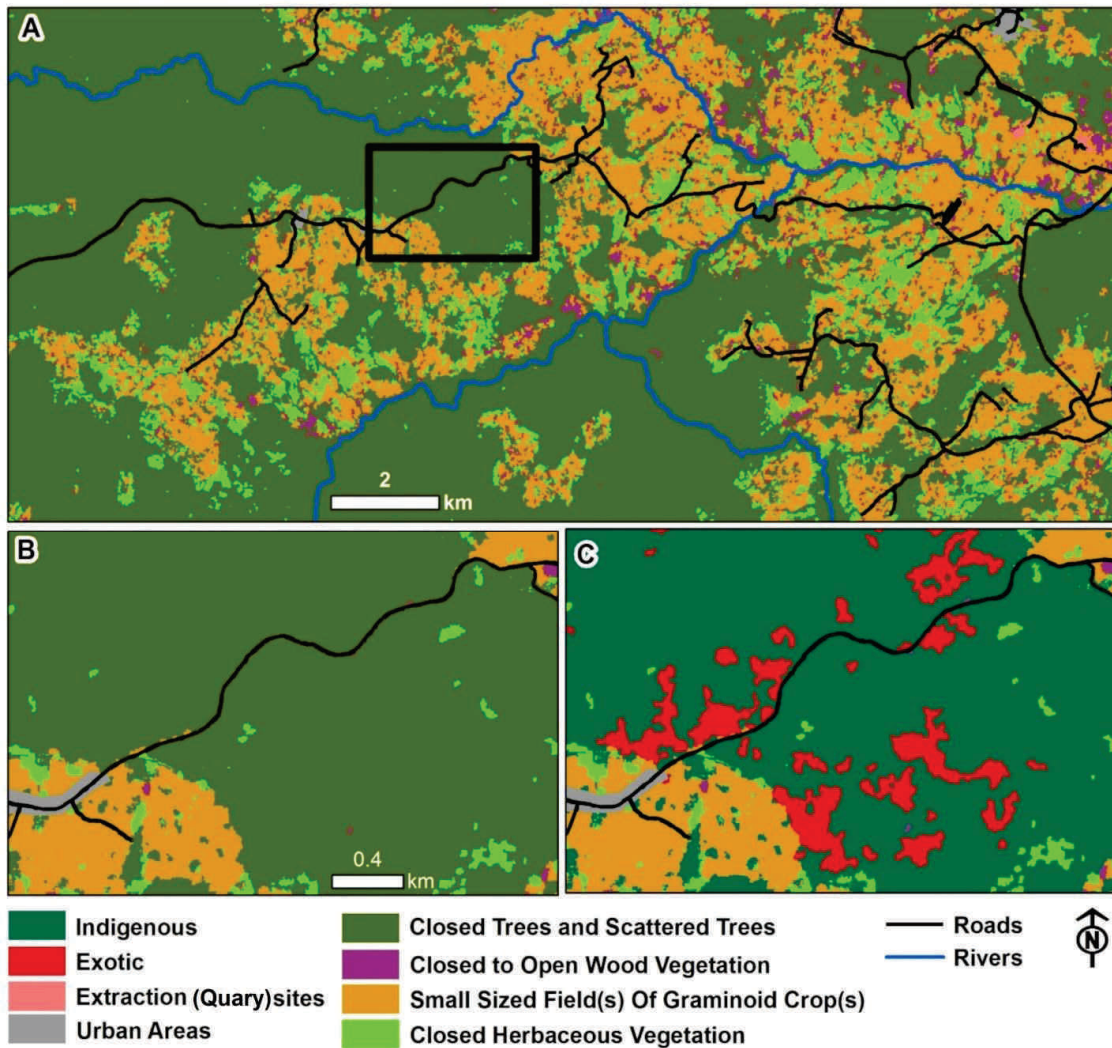 A
2
km
B
C
0.4
km
Indigenous
Exotic
Extraction (Quary)sites
Urban Areas
Closed Trees and Scattered Trees
Closed to Open Wood Vegetation
Small Sized Field(s) Of Graminoid Crop(s)
Closed Herbaceous Vegetation
Roads
Rivers
N